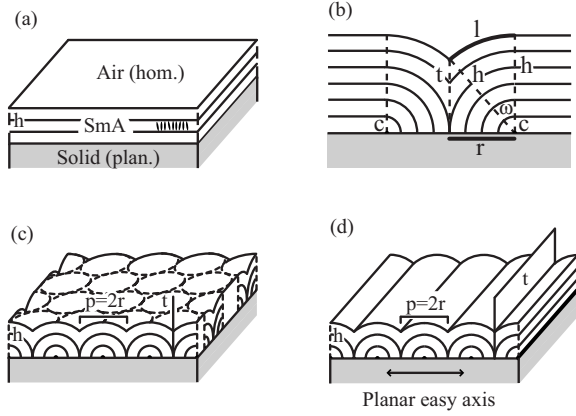 (a)
Air (hom.)
h
SmA
Solid (plan.)
(b)
l
t h h
ω
c c
r
(c)
p=2r t
h
(d)
p=2r t
h
Planar easy axis